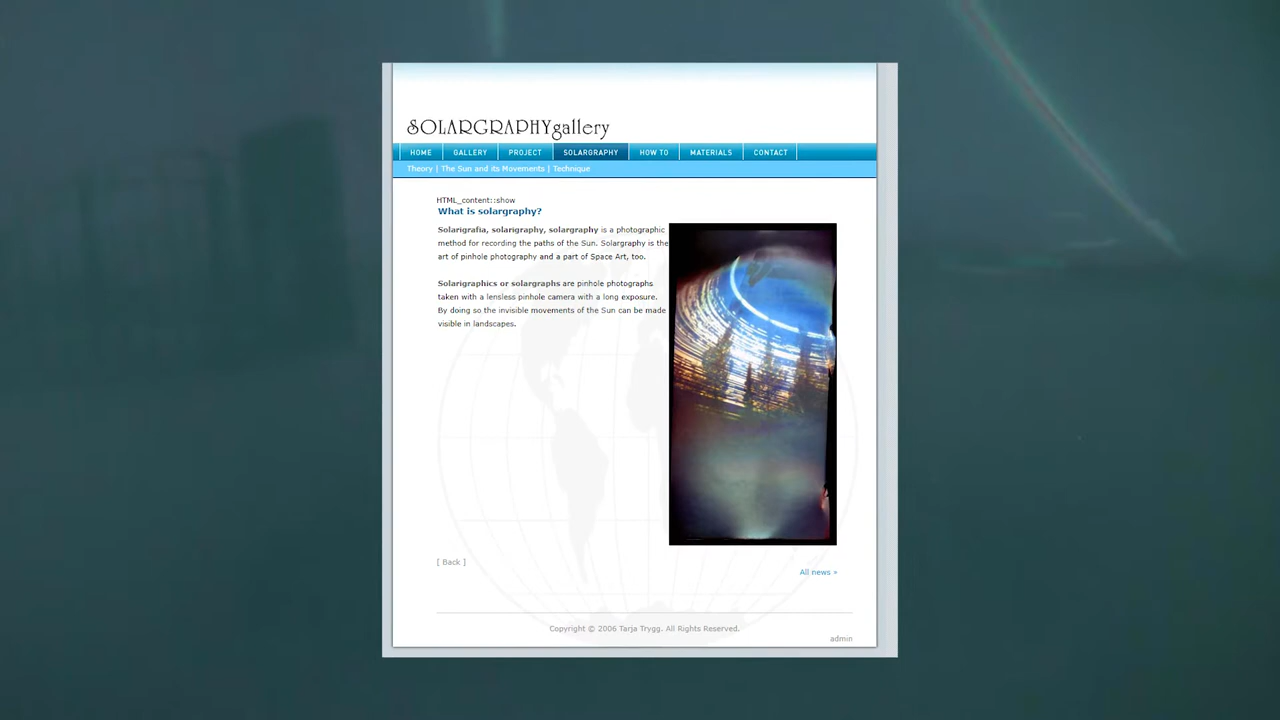 SOLARGRAPHYgallery
HOME GALLERY PROJECT SOLARGRAPHY HOW TO MATERIALS CONTACT
Theory | The Sun and its Movements | Technique
HTML_content::show
What is solargraphy?
Solarigrafia, solarigraphy, solargraphy is a photographic
method for recording the paths of the Sun. Solargraphy is the
art of pinhole photography and a part of Space Art, too.
Solarigraphics or solargraphs are pinhole photographs
taken with a lensless pinhole camera with a long exposure.
By doing so the invisible movements of the Sun can be made
visible in landscapes.
[ Back ]
All news »
Copyright © 2006 Tarja Trygg. All Rights Reserved.
admin